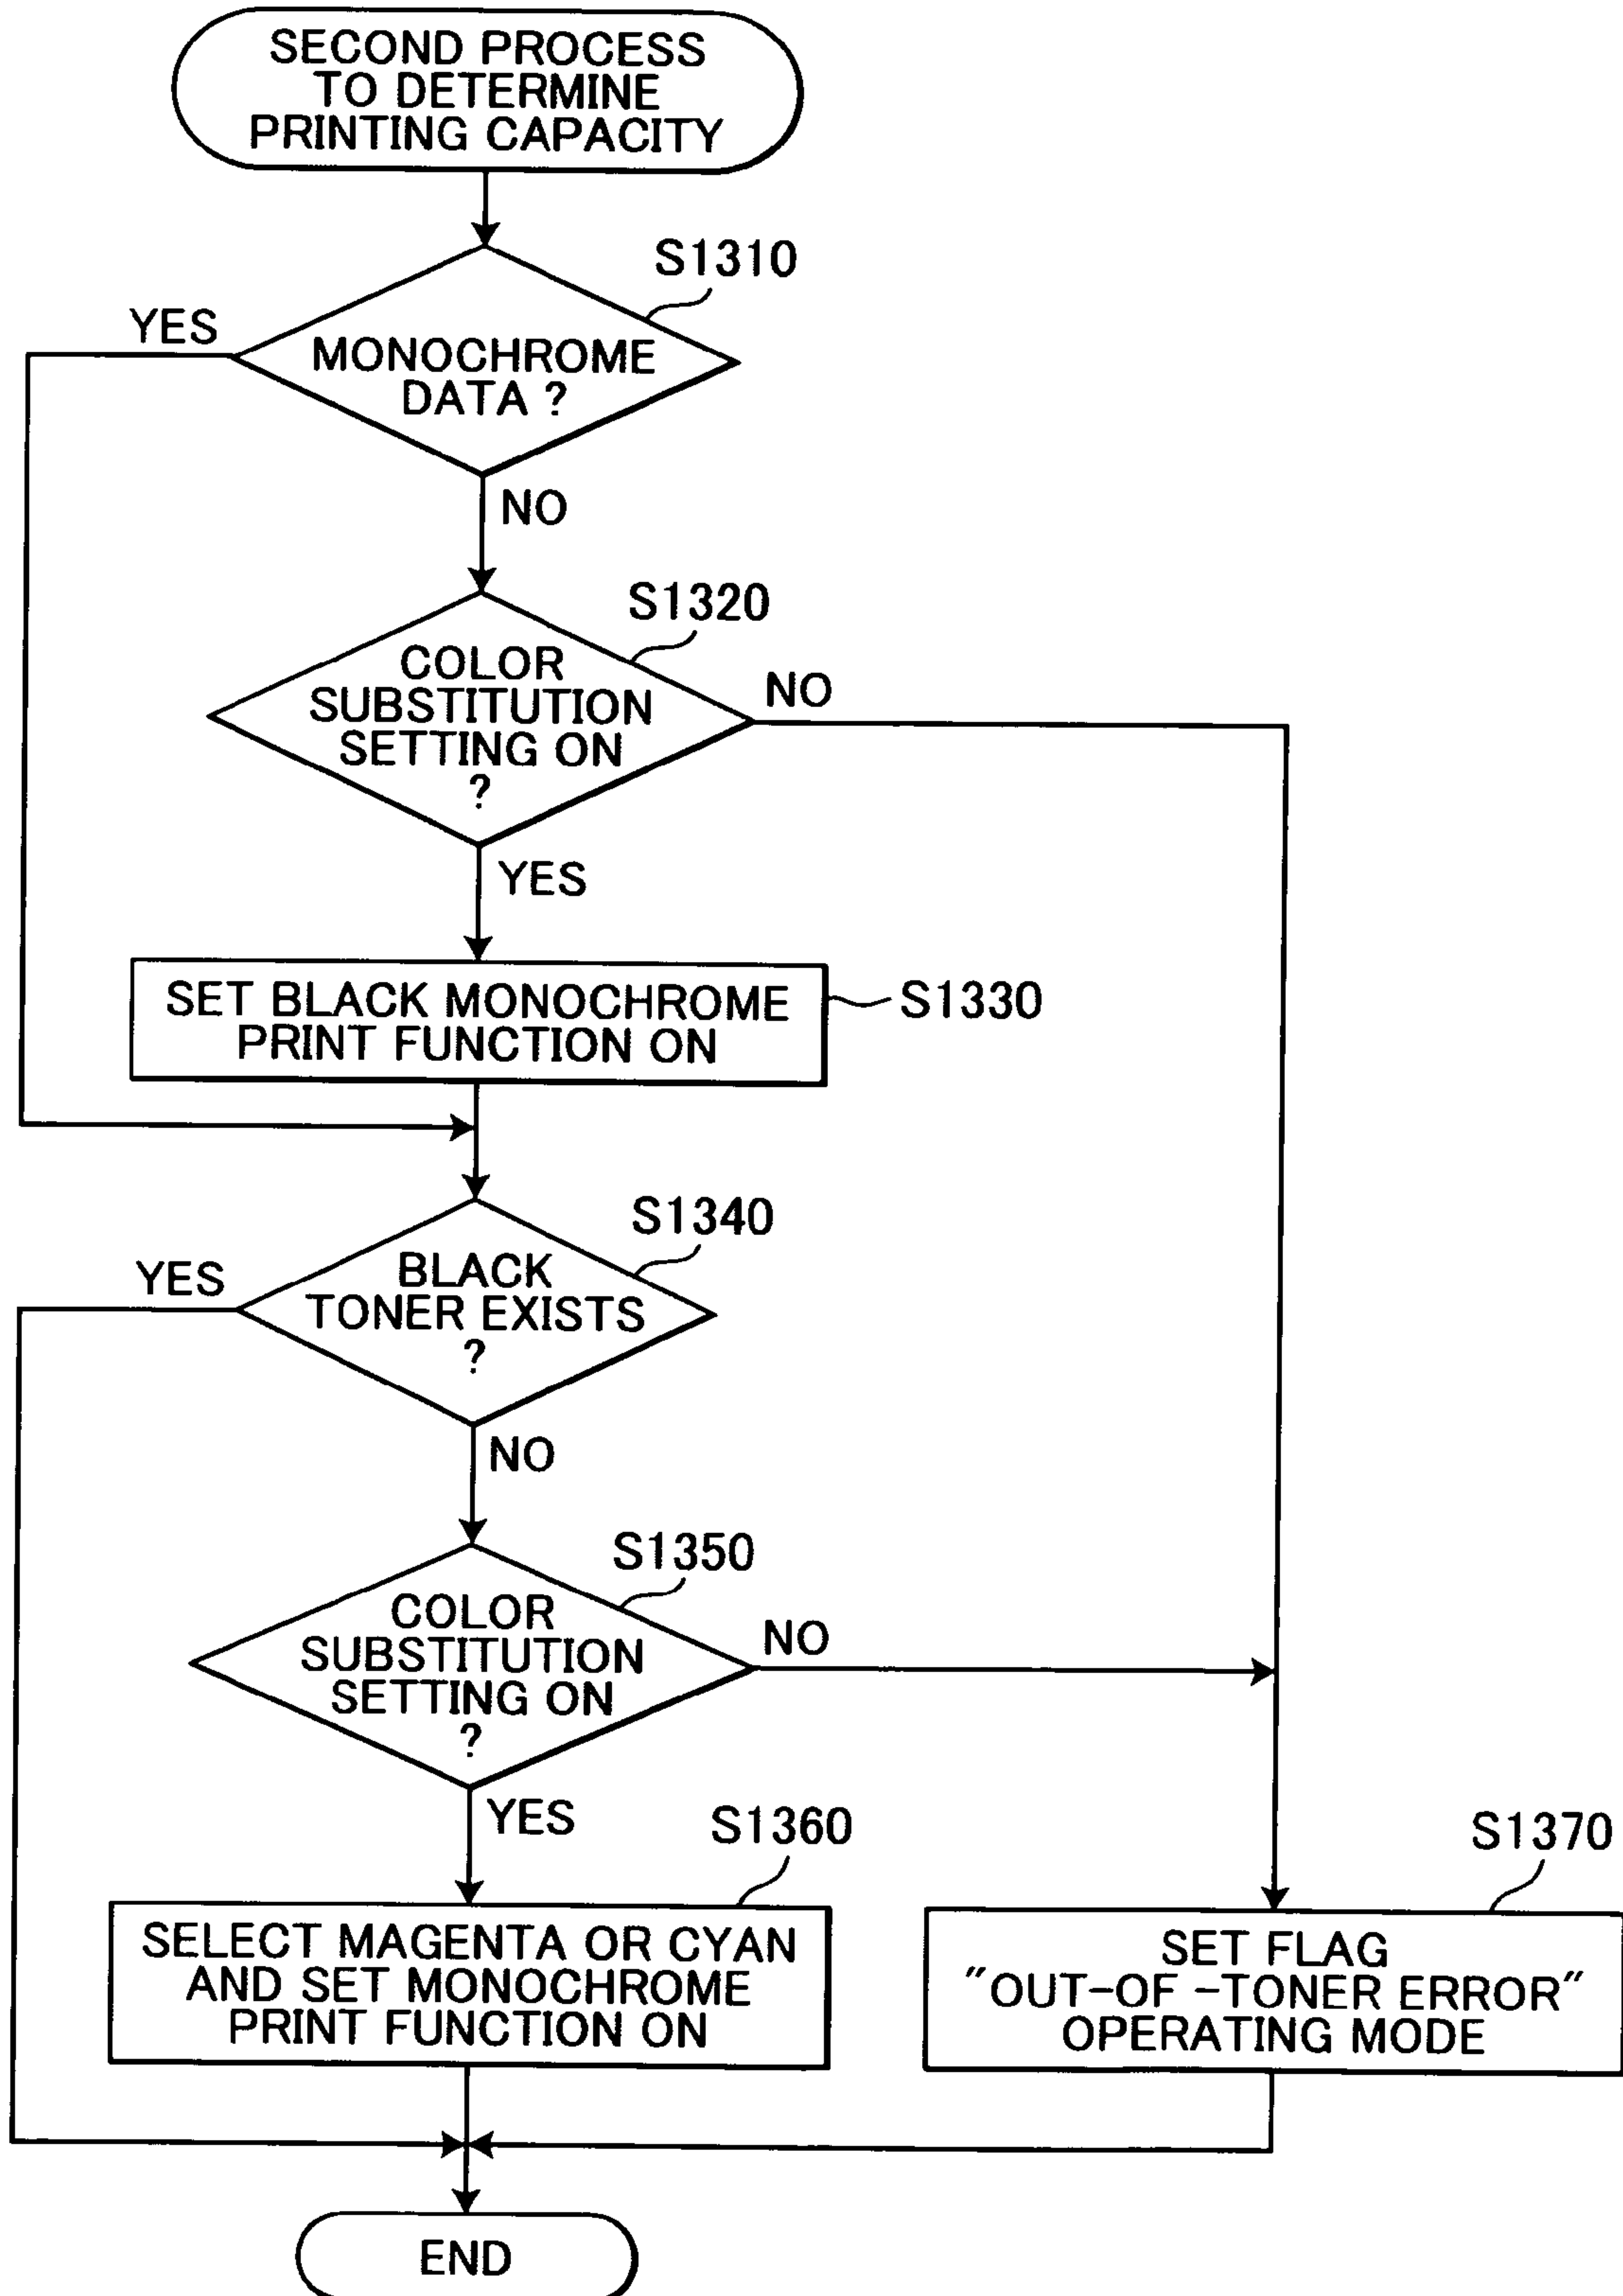 SECOND PROCESS
TO DETERMINE
PRINTING CAPACITY
S1310
YES
MONOCHROME
DATA ?
NO
S1320
COLOR
SUBSTITUTION
SETTING ON
?
NO
YES
SET BLACK MONOCHROME
PRINT FUNCTION ON
S1330
S1340
YES
BLACK
TONER EXISTS
?
NO
S1350
COLOR
SUBSTITUTION
SETTING ON
?
NO
YES
S1360
SELECT MAGENTA OR CYAN
AND SET MONOCHROME
PRINT FUNCTION ON
S1370
SET FLAG
"OUT-OF -TONER ERROR"
OPERATING MODE
END